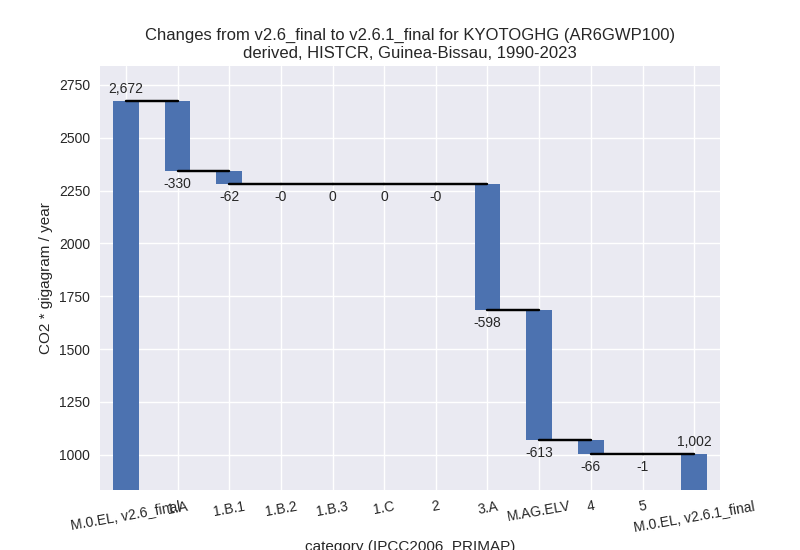 Changes from v2.6_final to v2.6.1_final for KYOTOGHG (AR6GWP100)
derived, HISTCR, Guinea-Bissau, 1990-2023
CO2 * gigagram / year
2750
2500
2250
2000
1750
1500
1250
1000
2,672
-330
-62
-0
0
0
-0
-598
-613
-66
-1
1,002
M.0.EL, v2.6_final
1.A
1.B.1
1.B.2
1.B.3
1.C
2
3.A
M.AG.ELV
4
5
M.0.EL, v2.6.1_final
category (IPCC2006_PRIMAP)